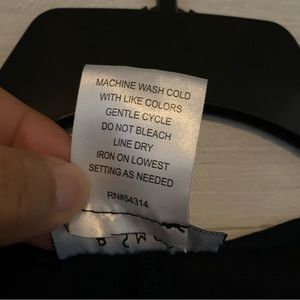 MACHINE WASH COLD
WITH LIKE COLORS
GENTLE CYCLE
DO NOT BLEACH
LINE DRY
IRON ON LOWEST
SETTING AS NEEDED
RN#54314